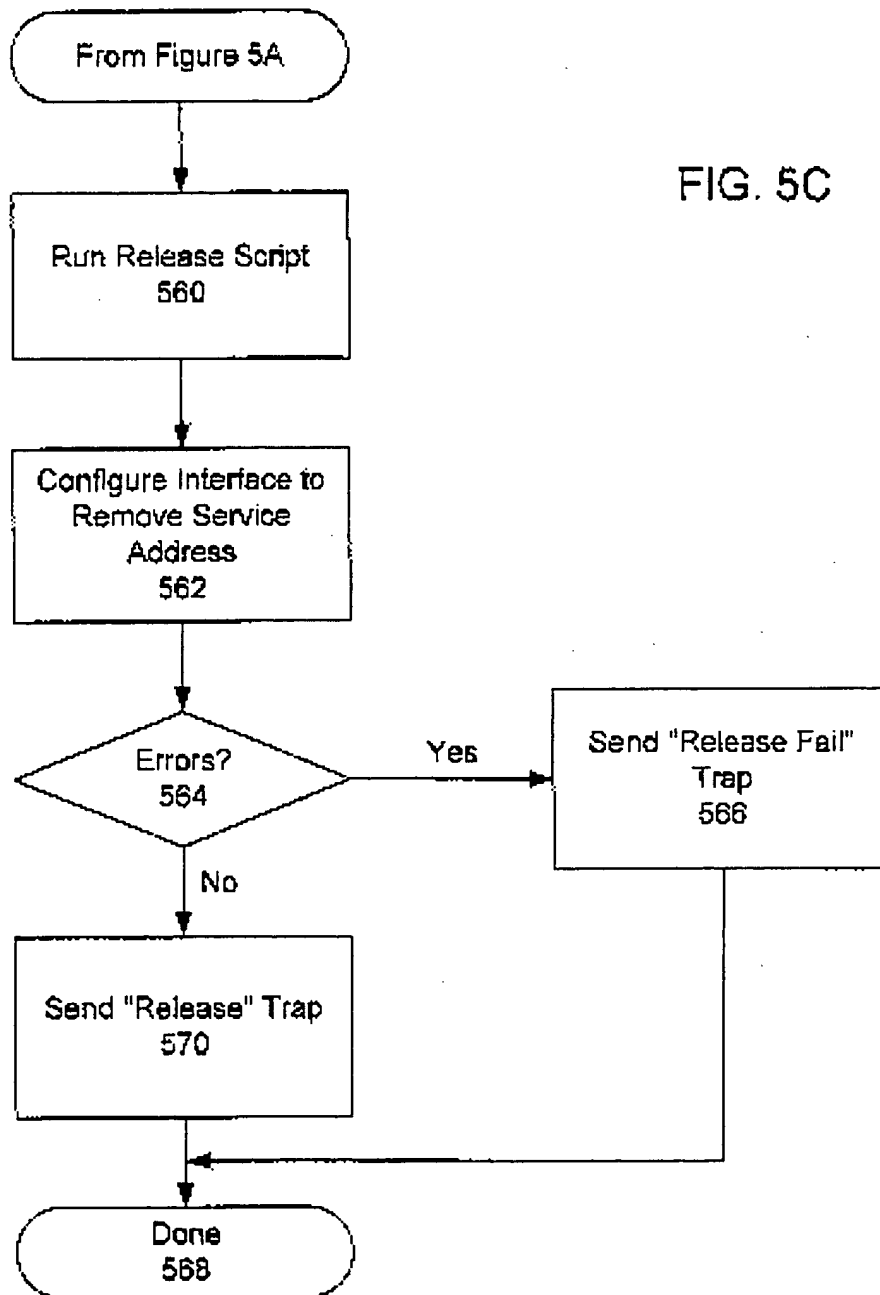 From Figure 5A
FIG. 5C
Run Release Script
560
Configure Interface to
Remove Service
Address
562
Errors?
564
Yes
Send "Release Fail"
Trap
566
No
Send "Release" Trap
570
Done
568